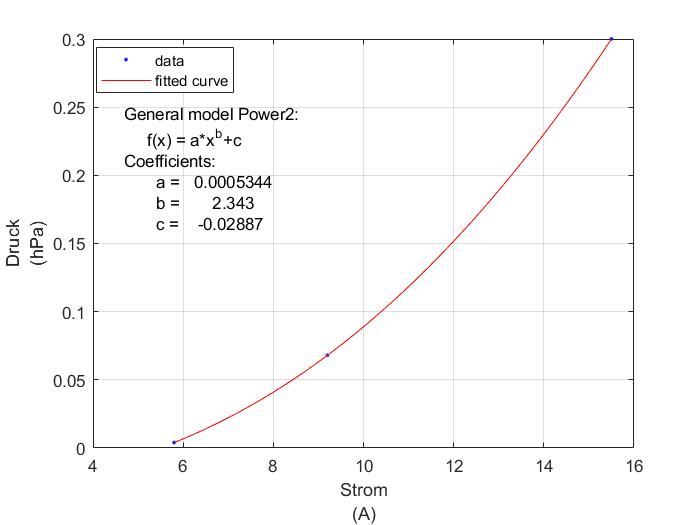 0.3
0.25
0.2
0.15
0.1
0.05
0
data
fitted curve
General model Power2:
f(x) = a*x^b+c
Coefficients:
a = 0.0005344
b = 2.343
c = -0.02887
Druck
(hPa)
4 6 8 10 12 14 16
Strom
(A)